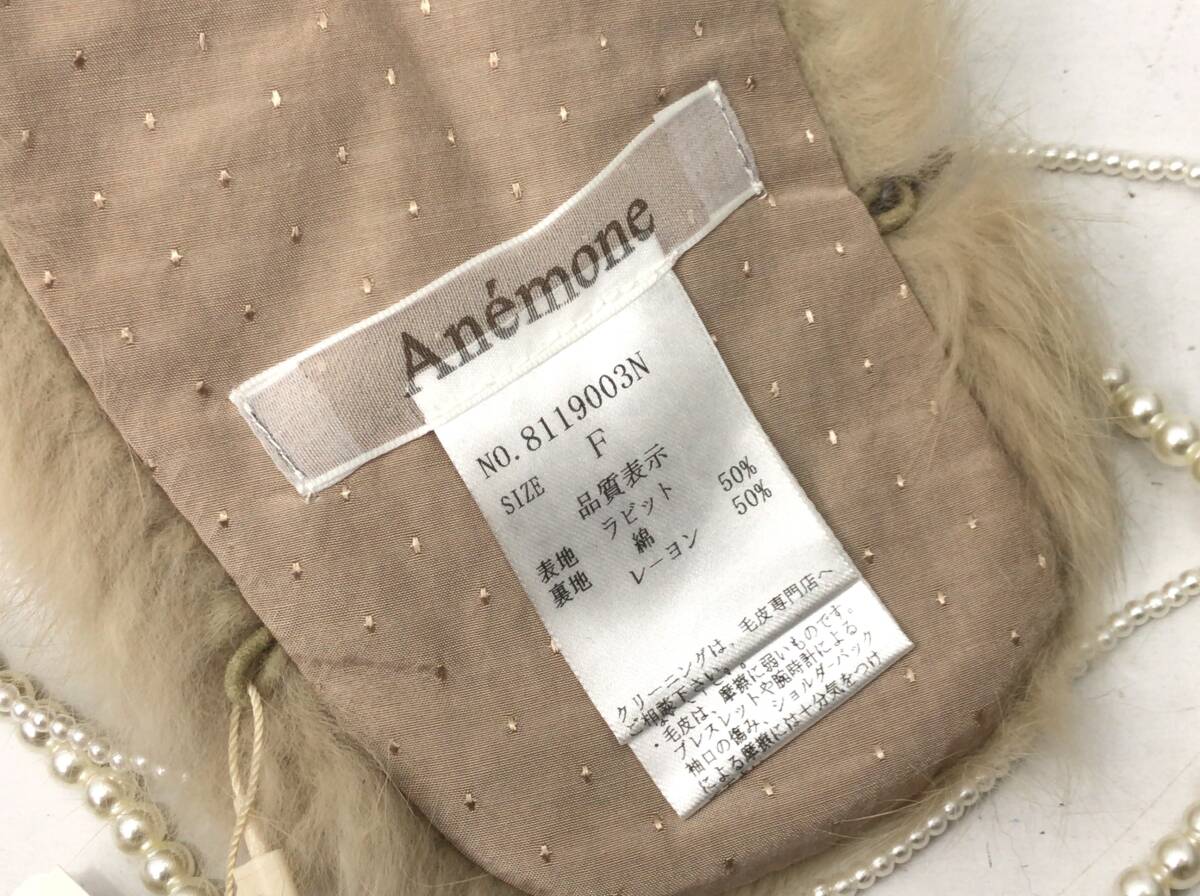 Anémone
NO. 8119003N
SIZE F
品質表示
表地 ラビット
裏地 綿 50%
レーヨン 50%
クリーニングは、毛皮専門店へ
ご相談下さい。
・毛皮は、摩擦に弱いものです。
ブレスレットや腕時計による
袖口の傷み、ショルダーバック
による摩擦には十分気をつけ